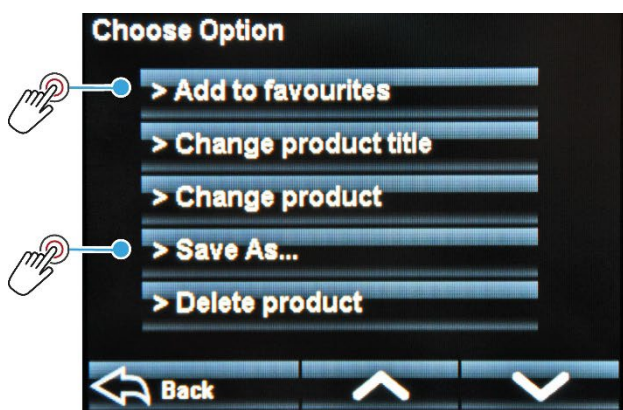 Choose Option
> Add to favourites
> Change product title
> Change product
> Save As...
> Delete product
Back